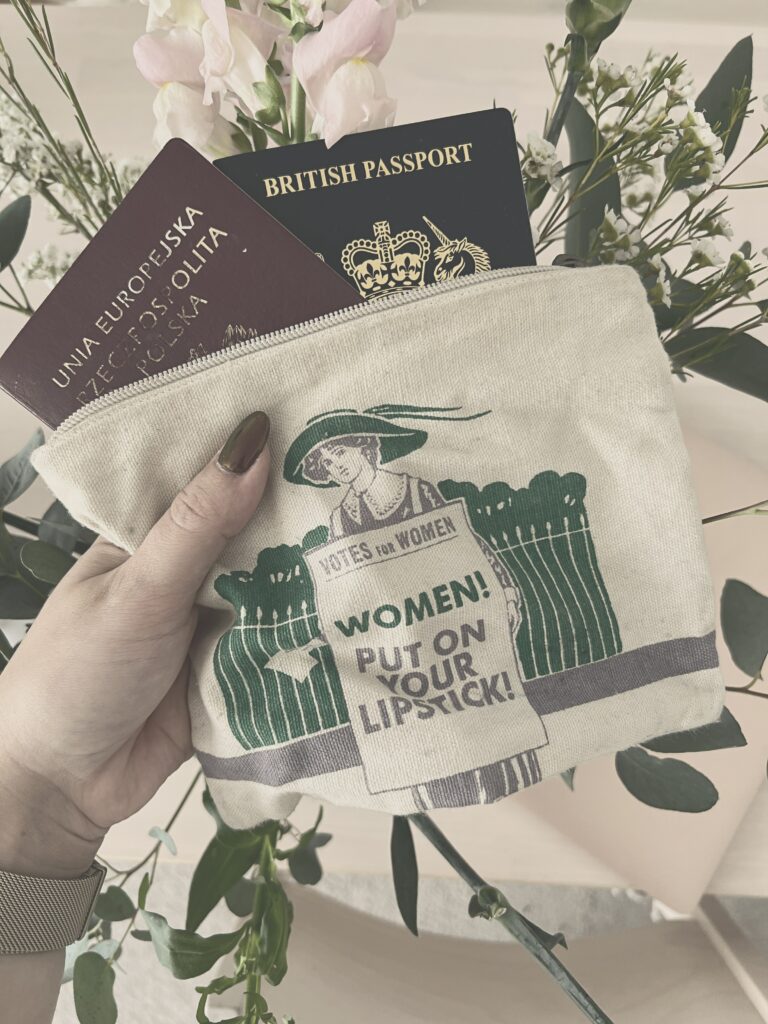 BRITISH PASSPORT
UNIA EUROPEJSKA
RZECZPOSPOLITA
POLSKA
VOTES FOR WOMEN
WOMEN!
PUT ON
YOUR
LIPSTICK!